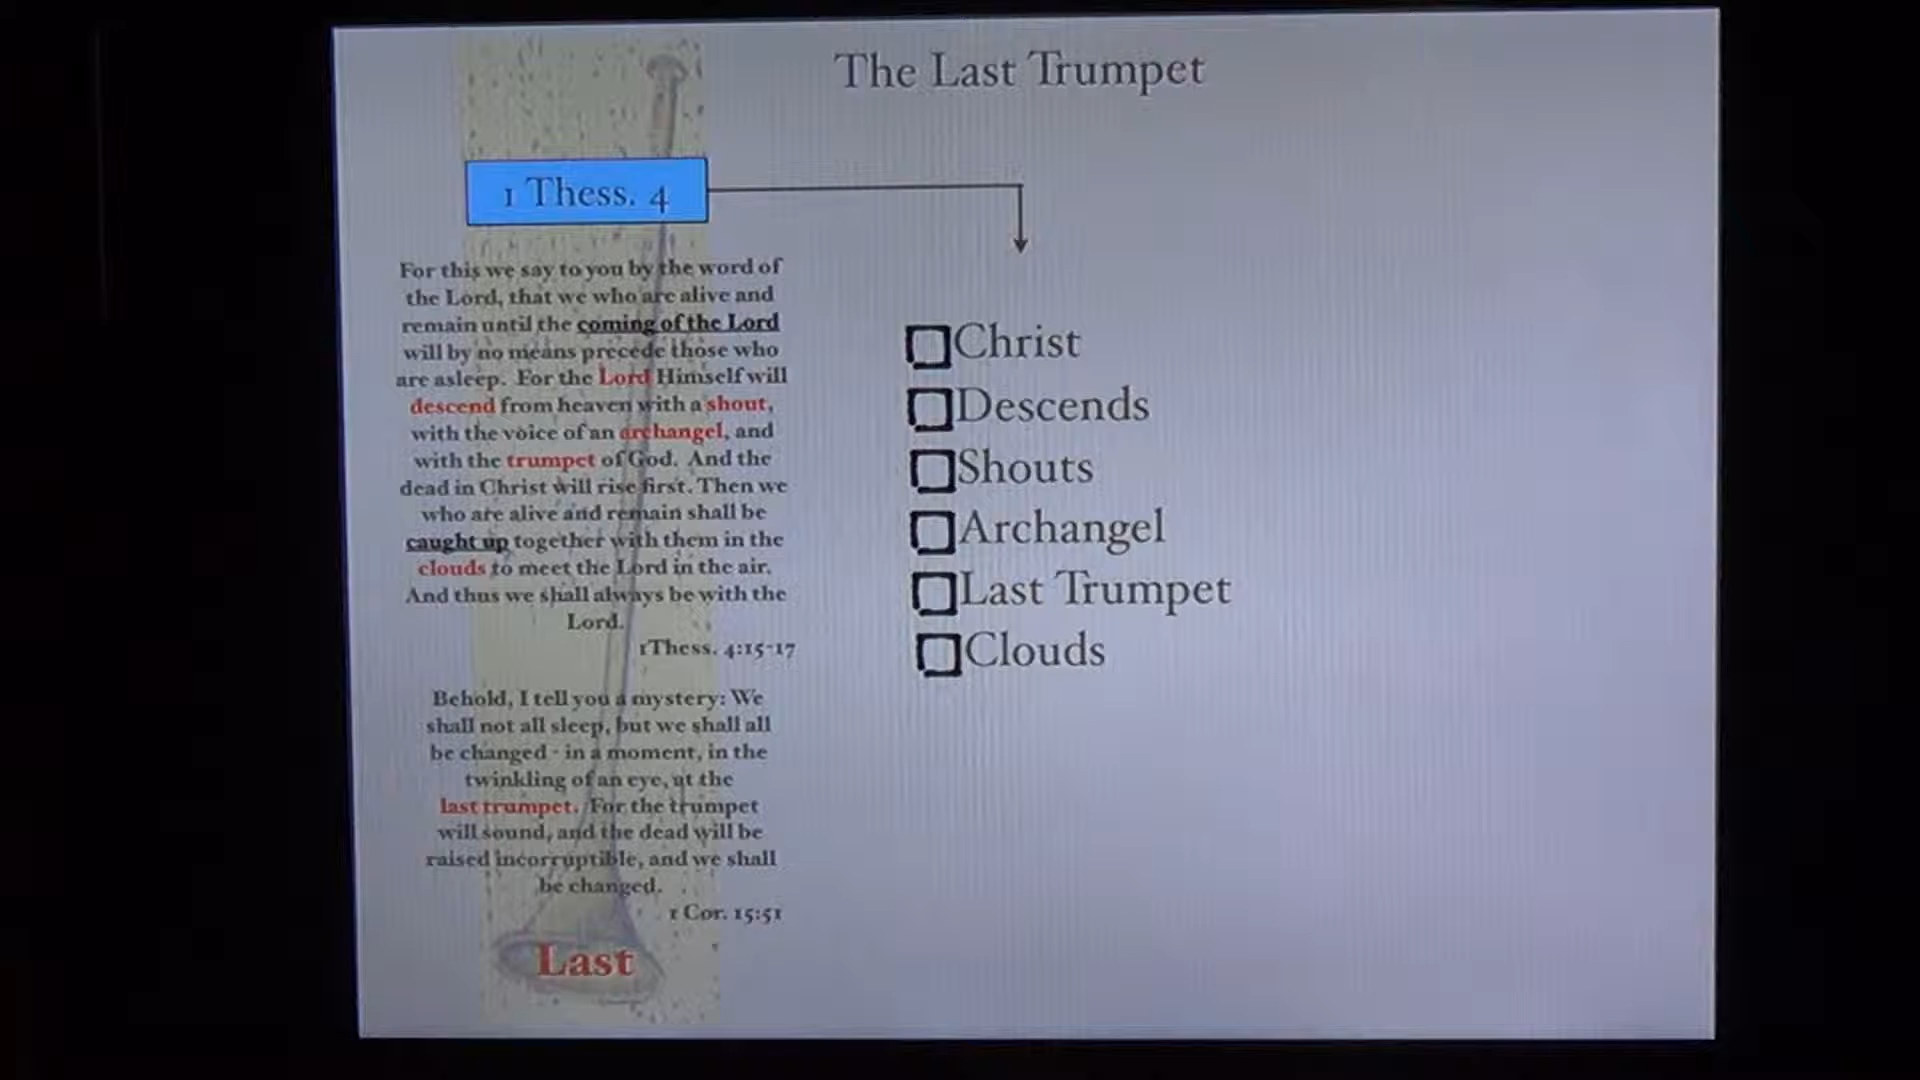 The Last Trumpet
1 Thess. 4
For this we say to you by the word of
the Lord, that we who are alive and
remain until the coming of the Lord
will by no means precede those who
are asleep. For the Lord Himself will
descend from heaven with a shout,
with the voice of an archangel, and
with the trumpet of God. And the
dead in Christ will rise first. Then we
who are alive and remain shall be
caught up together with them in the
clouds to meet the Lord in the air.
And thus we shall always be with the
Lord.
1Thess. 4:15-17
Behold, I tell you a mystery: We
shall not all sleep, but we shall all
be changed - in a moment, in the
twinkling of an eye, at the
last trumpet. For the trumpet
will sound, and the dead will be
raised incorruptible, and we shall
be changed.
1 Cor. 15:51
Last
Christ
Descends
Shouts
Archangel
Last Trumpet
Clouds